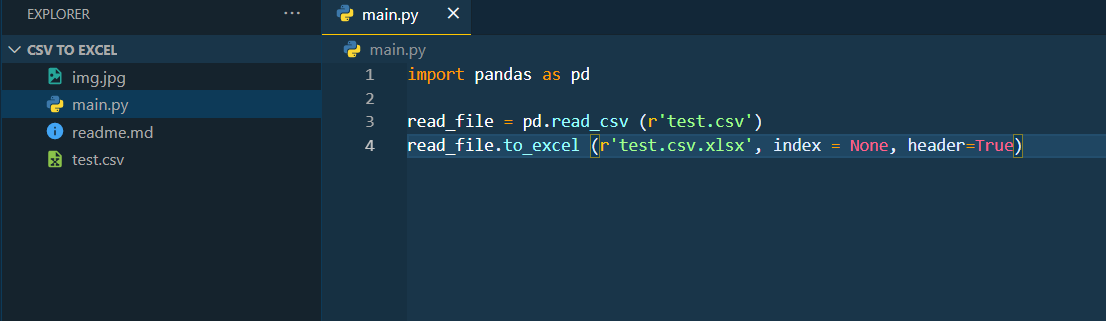 EXPLORER ···
CSV TO EXCEL
img.jpg
main.py
readme.md
test.csv
main.py
main.py
1 import pandas as pd
2
3 read_file = pd.read_csv (r'test.csv')
4 read_file.to_excel (r'test.csv.xlsx', index = None, header=True)